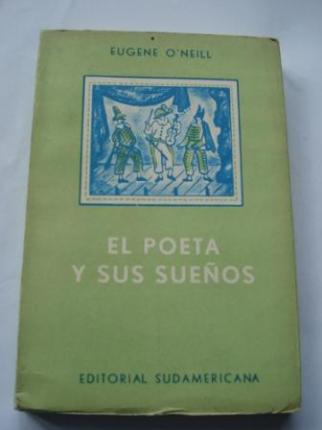 EUGENE O'NEILL
EL POETA
Y SUS SUEÑOS
EDITORIAL SUDAMERICANA